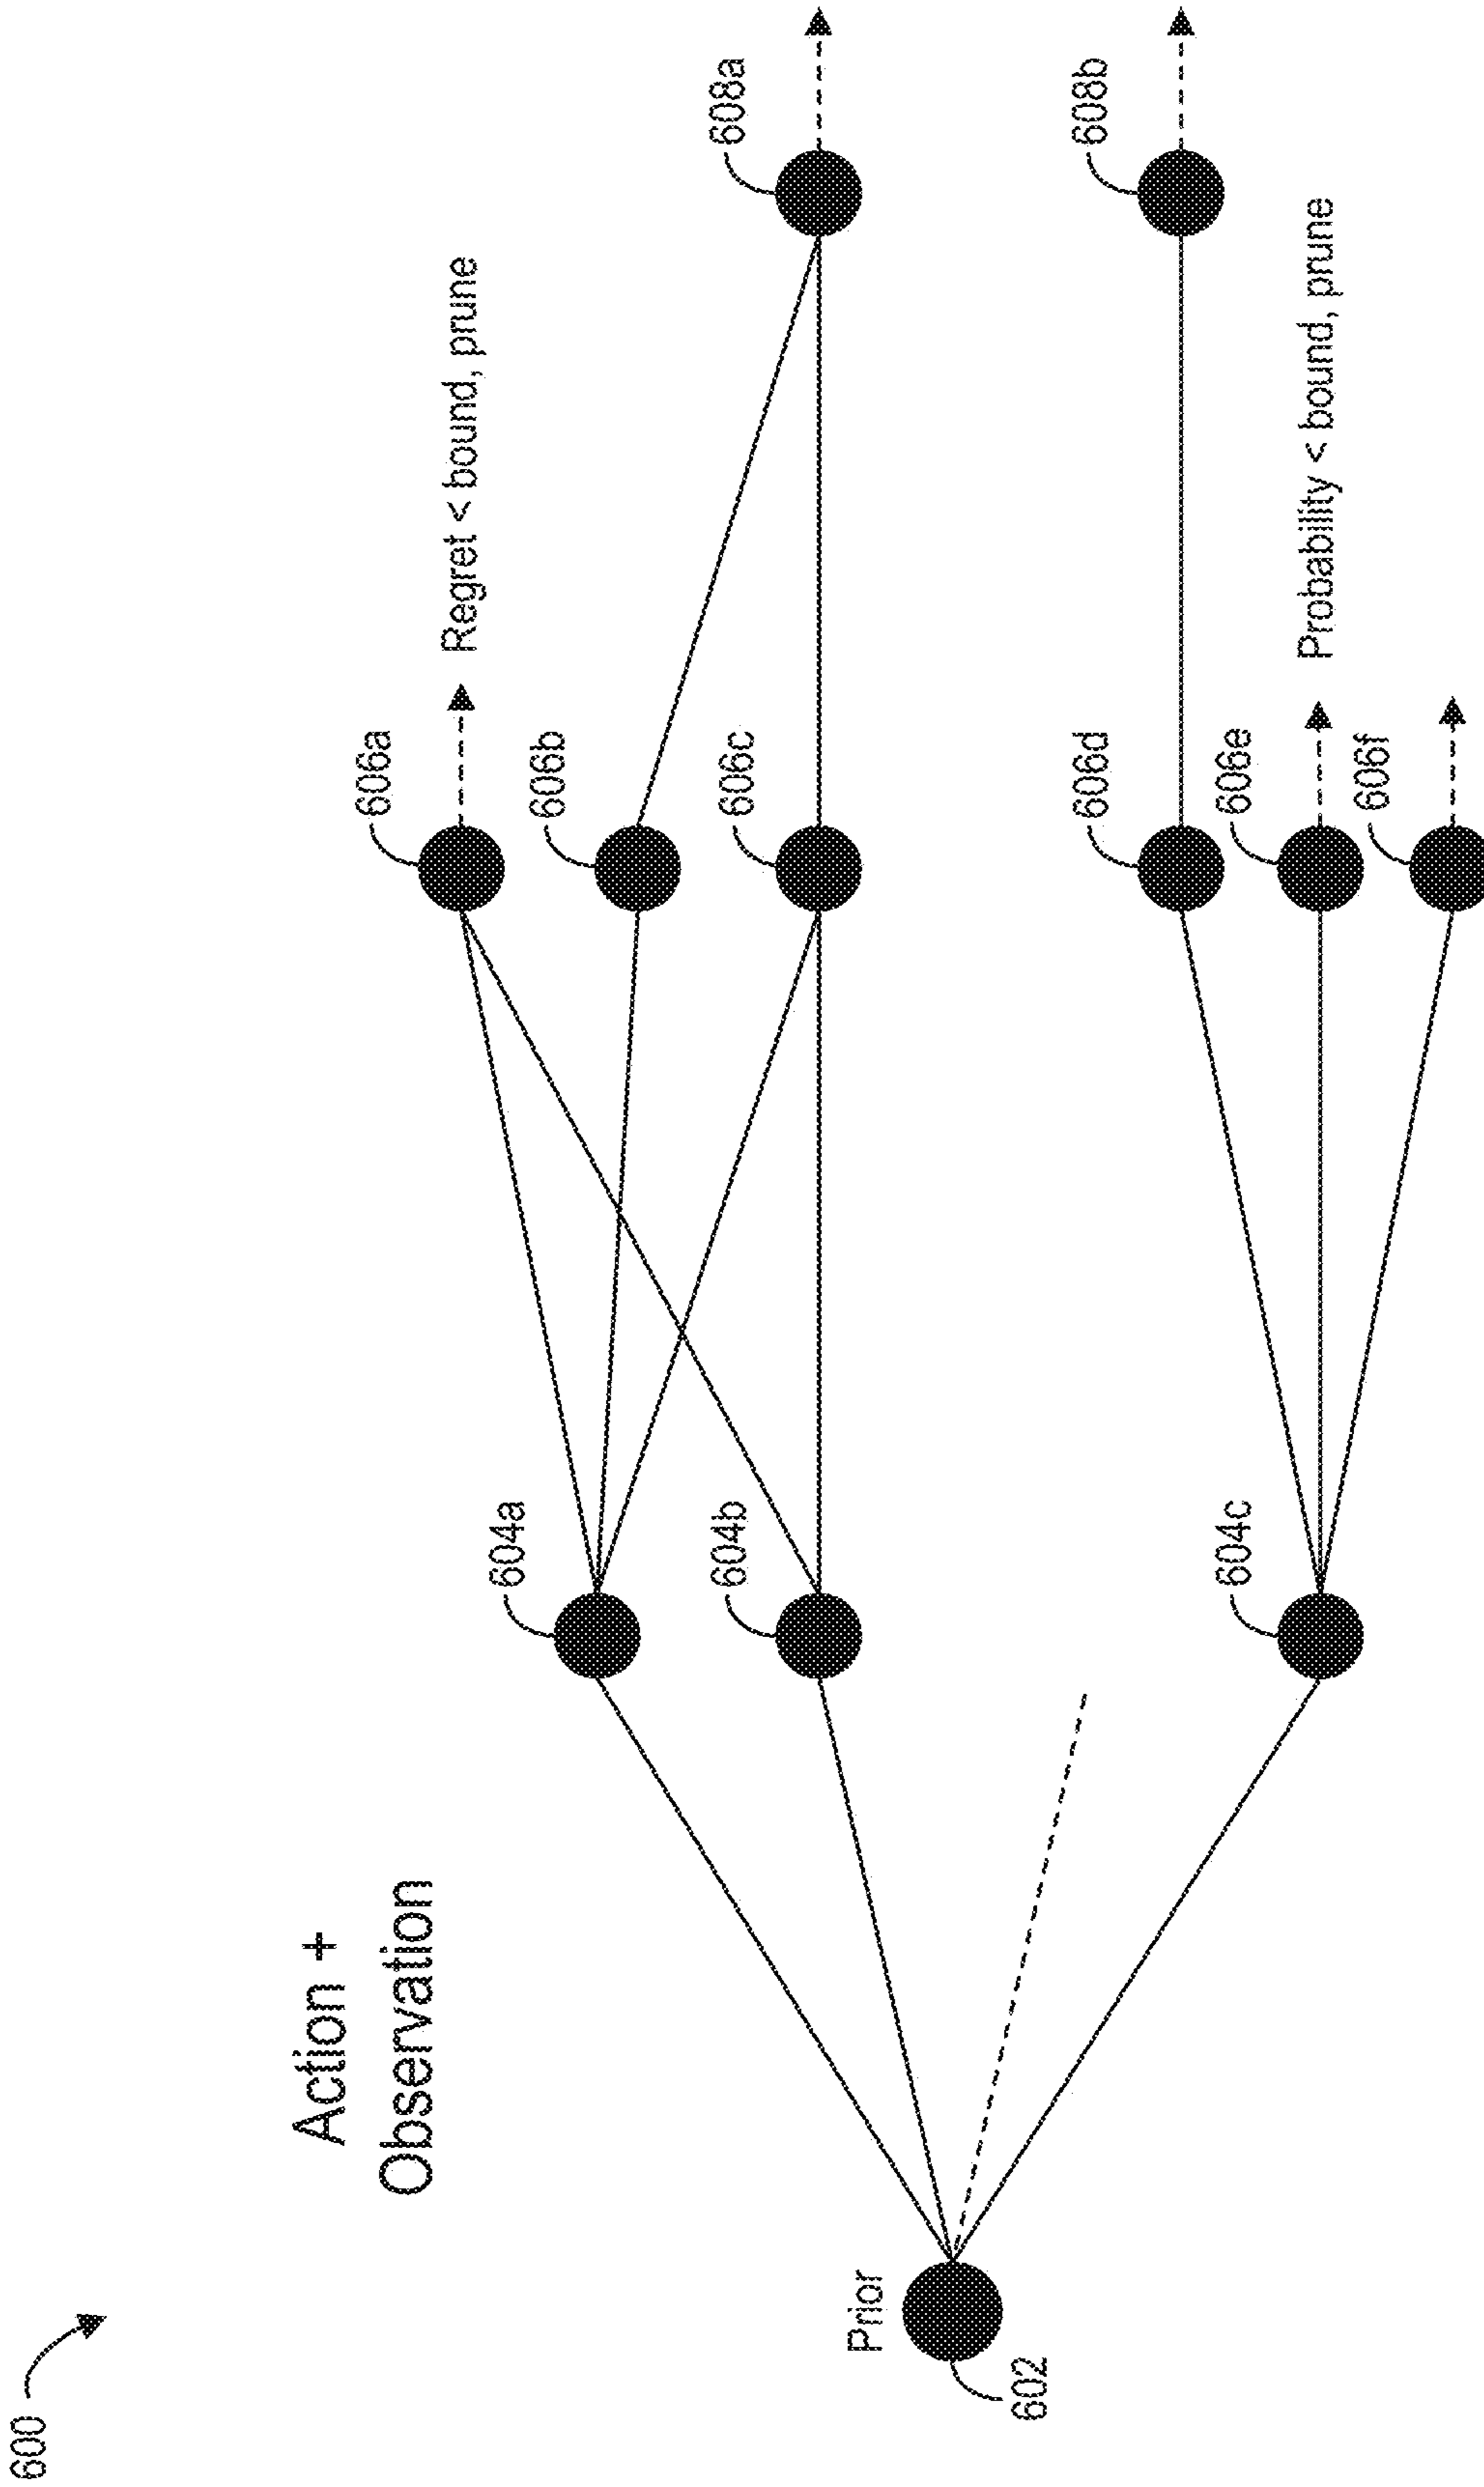 600
Action +
Observation
Prior
602
604a
604b
604c
606a
Regret < bound, prune
606b
606c
606d
606e
Probability < bound, prune
606f
608a
608b